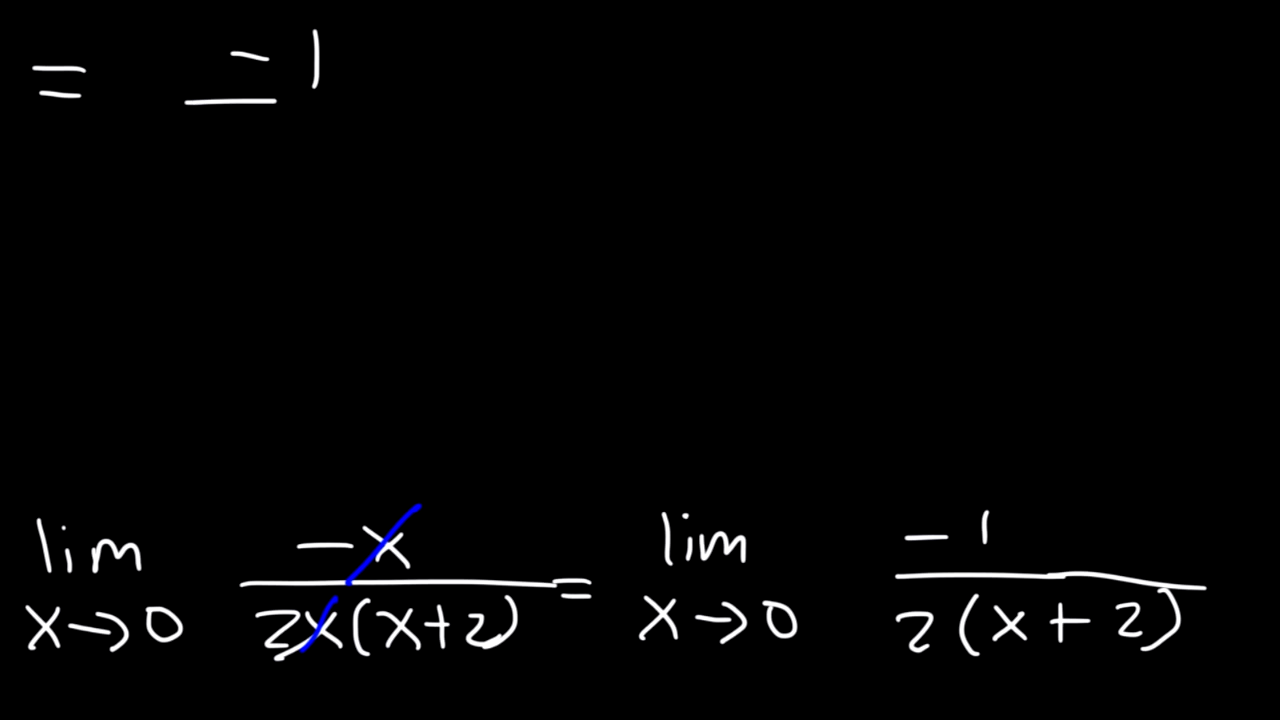 = -1
lim x→0 -x / 2x(x+2) = lim x→0 -1 / 2(x+2)